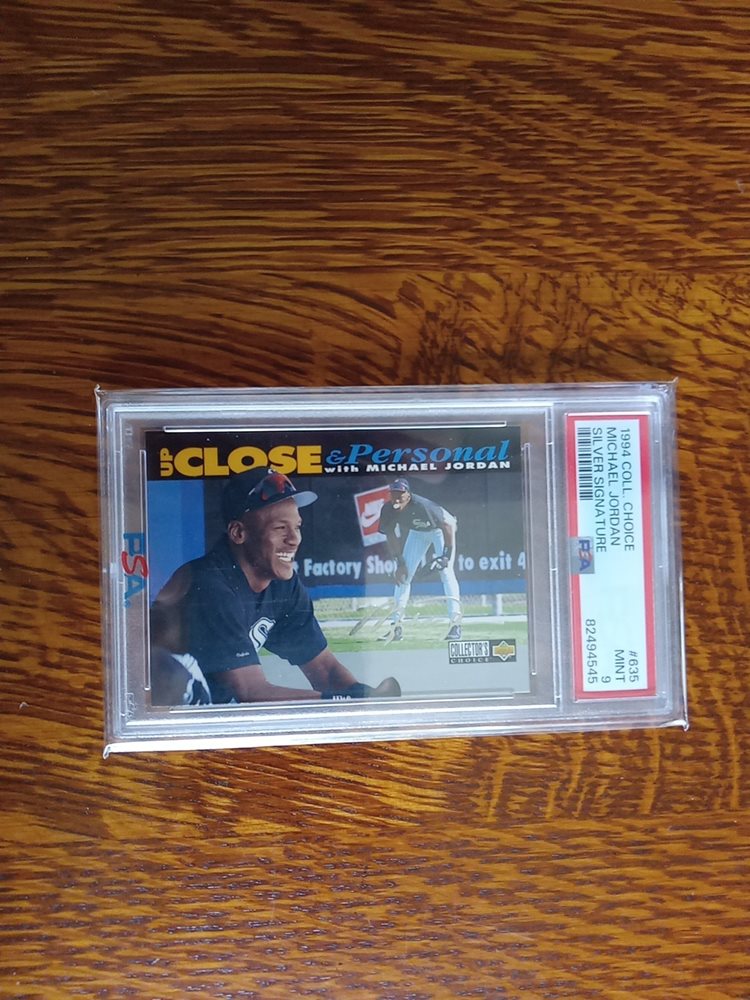 UP CLOSE & Personal
with MICHAEL JORDAN
Factory Sho
to exit 4
COLLECTOR'S
CHOICE
PSA.
1994 COLL. CHOICE
MICHAEL JORDAN
SILVER SIGNATURE
#635
MINT
9
PSA
82494545